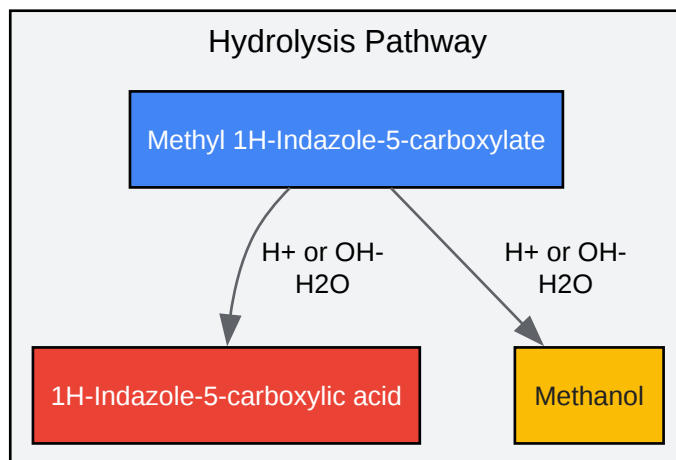 Hydrolysis Pathway
Methyl 1H-Indazole-5-carboxylate
H+ or OH-
H2O
H+ or OH-
H2O
1H-Indazole-5-carboxylic acid
Methanol